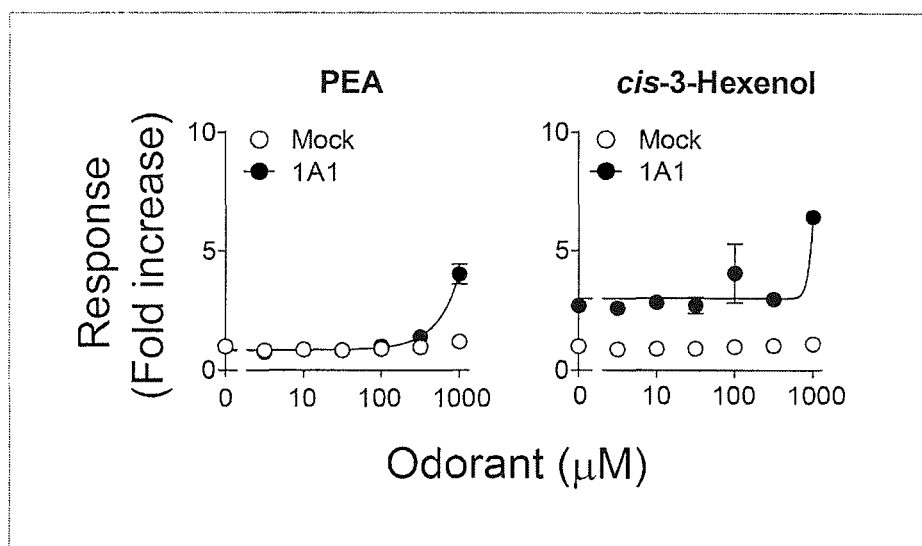 PEA
cis-3-Hexenol
Response
(Fold increase)
10
5
0
Mock
1A1
0
10
100
1000
10
5
0
Mock
1A1
0
10
100
1000
Odorant (μM)